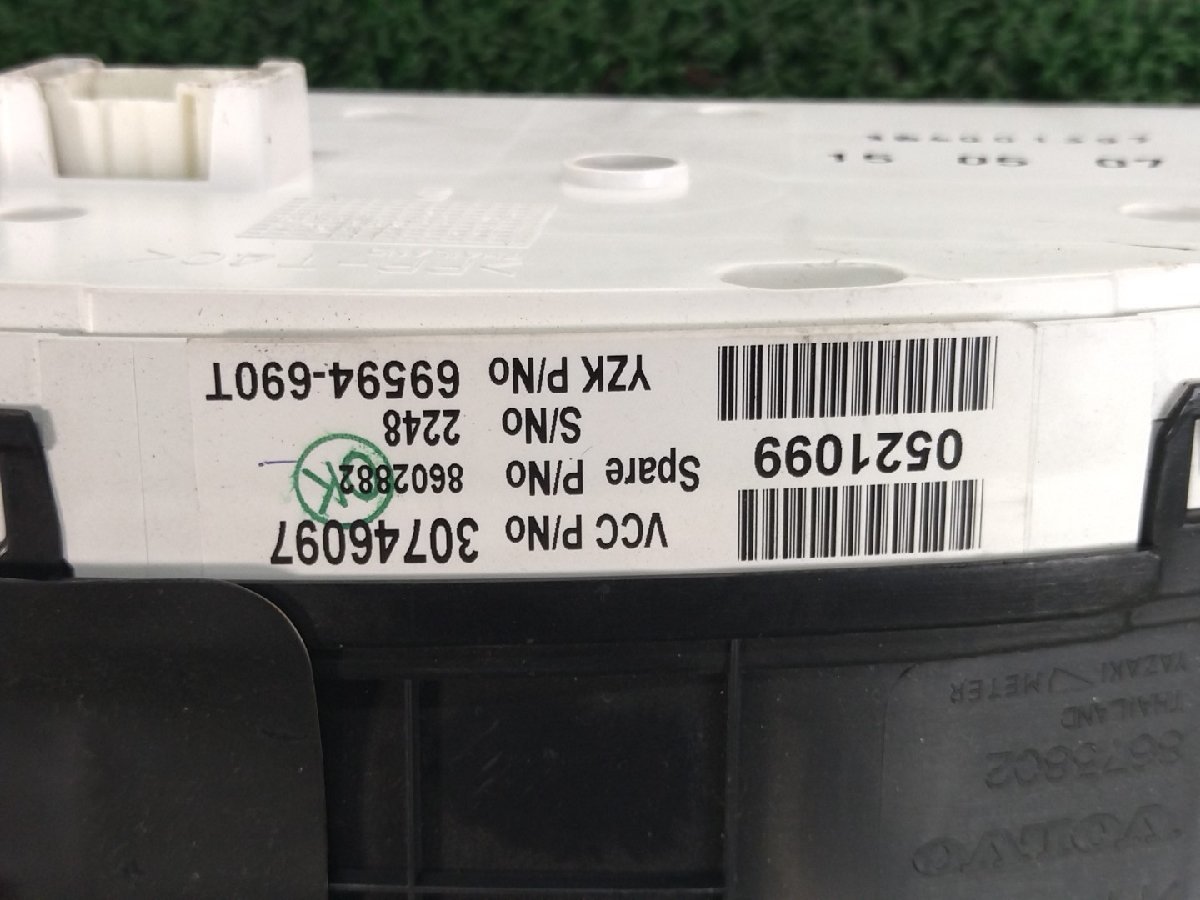 VOLVO
THAILAND
YAZAKI METER
VCC P/No 30746097
Spare P/No 8602882
OK
0521099
S/No 2248
YZK P/No 69594-690T
15 05 07